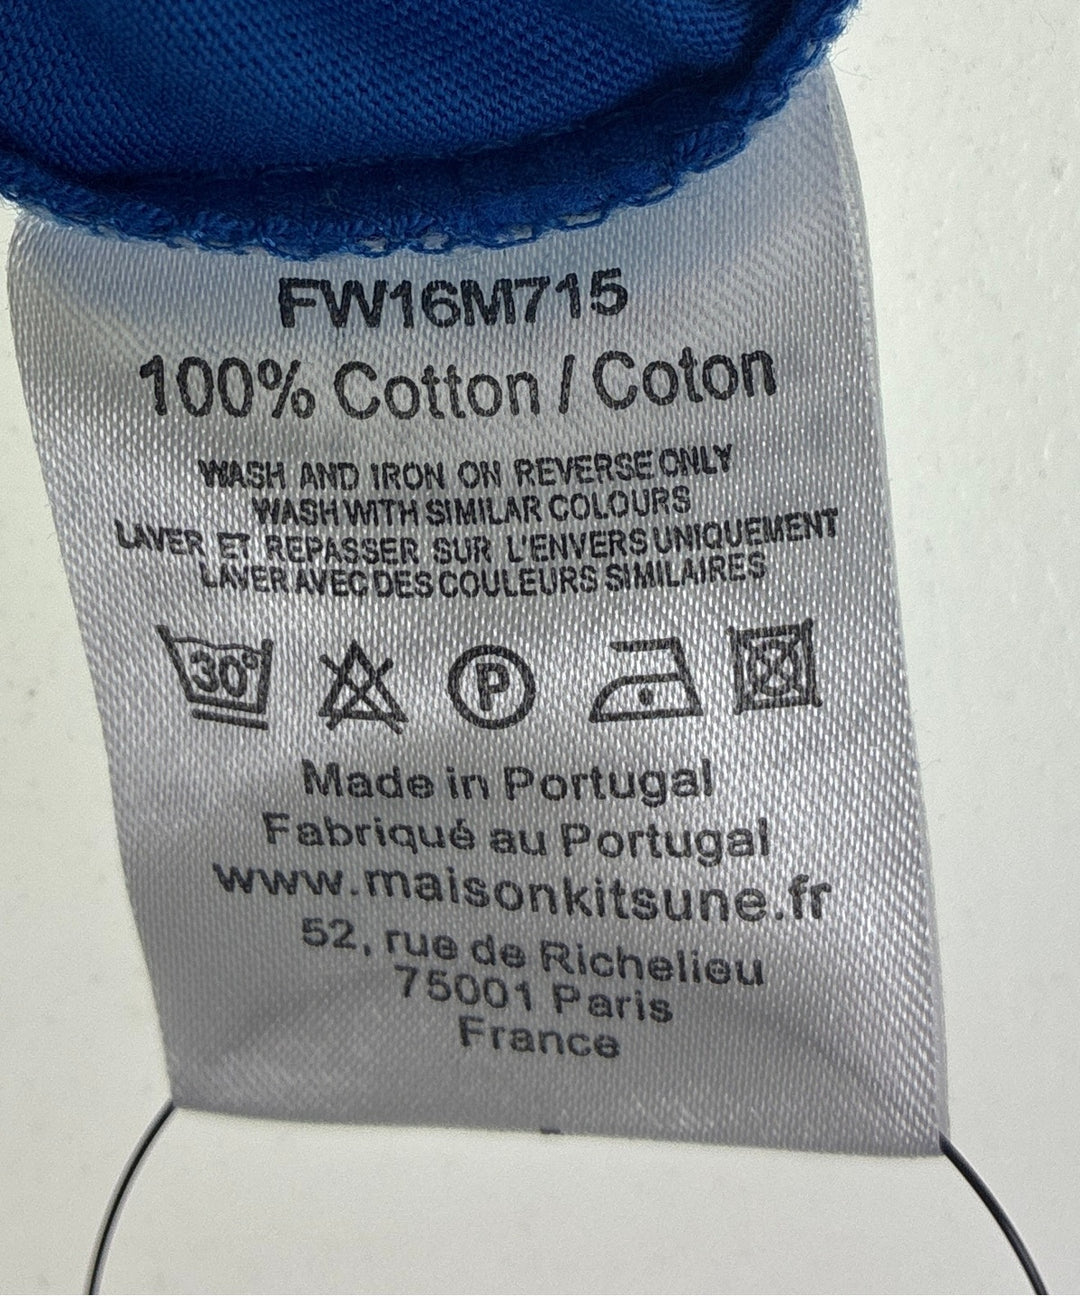 FW16M715
100% Cotton / Coton
WASH AND IRON ON REVERSE ONLY
WASH WITH SIMILAR COLOURS
LAVER ET REPASSER SUR L'ENVERS UNIQUEMENT
LAVER AVEC DES COULEURS SIMILAIRES
30° P
Made in Portugal
Fabriqué au Portugal
www.maisonkitsune.fr
52, rue de Richelieu
75001 Paris
France